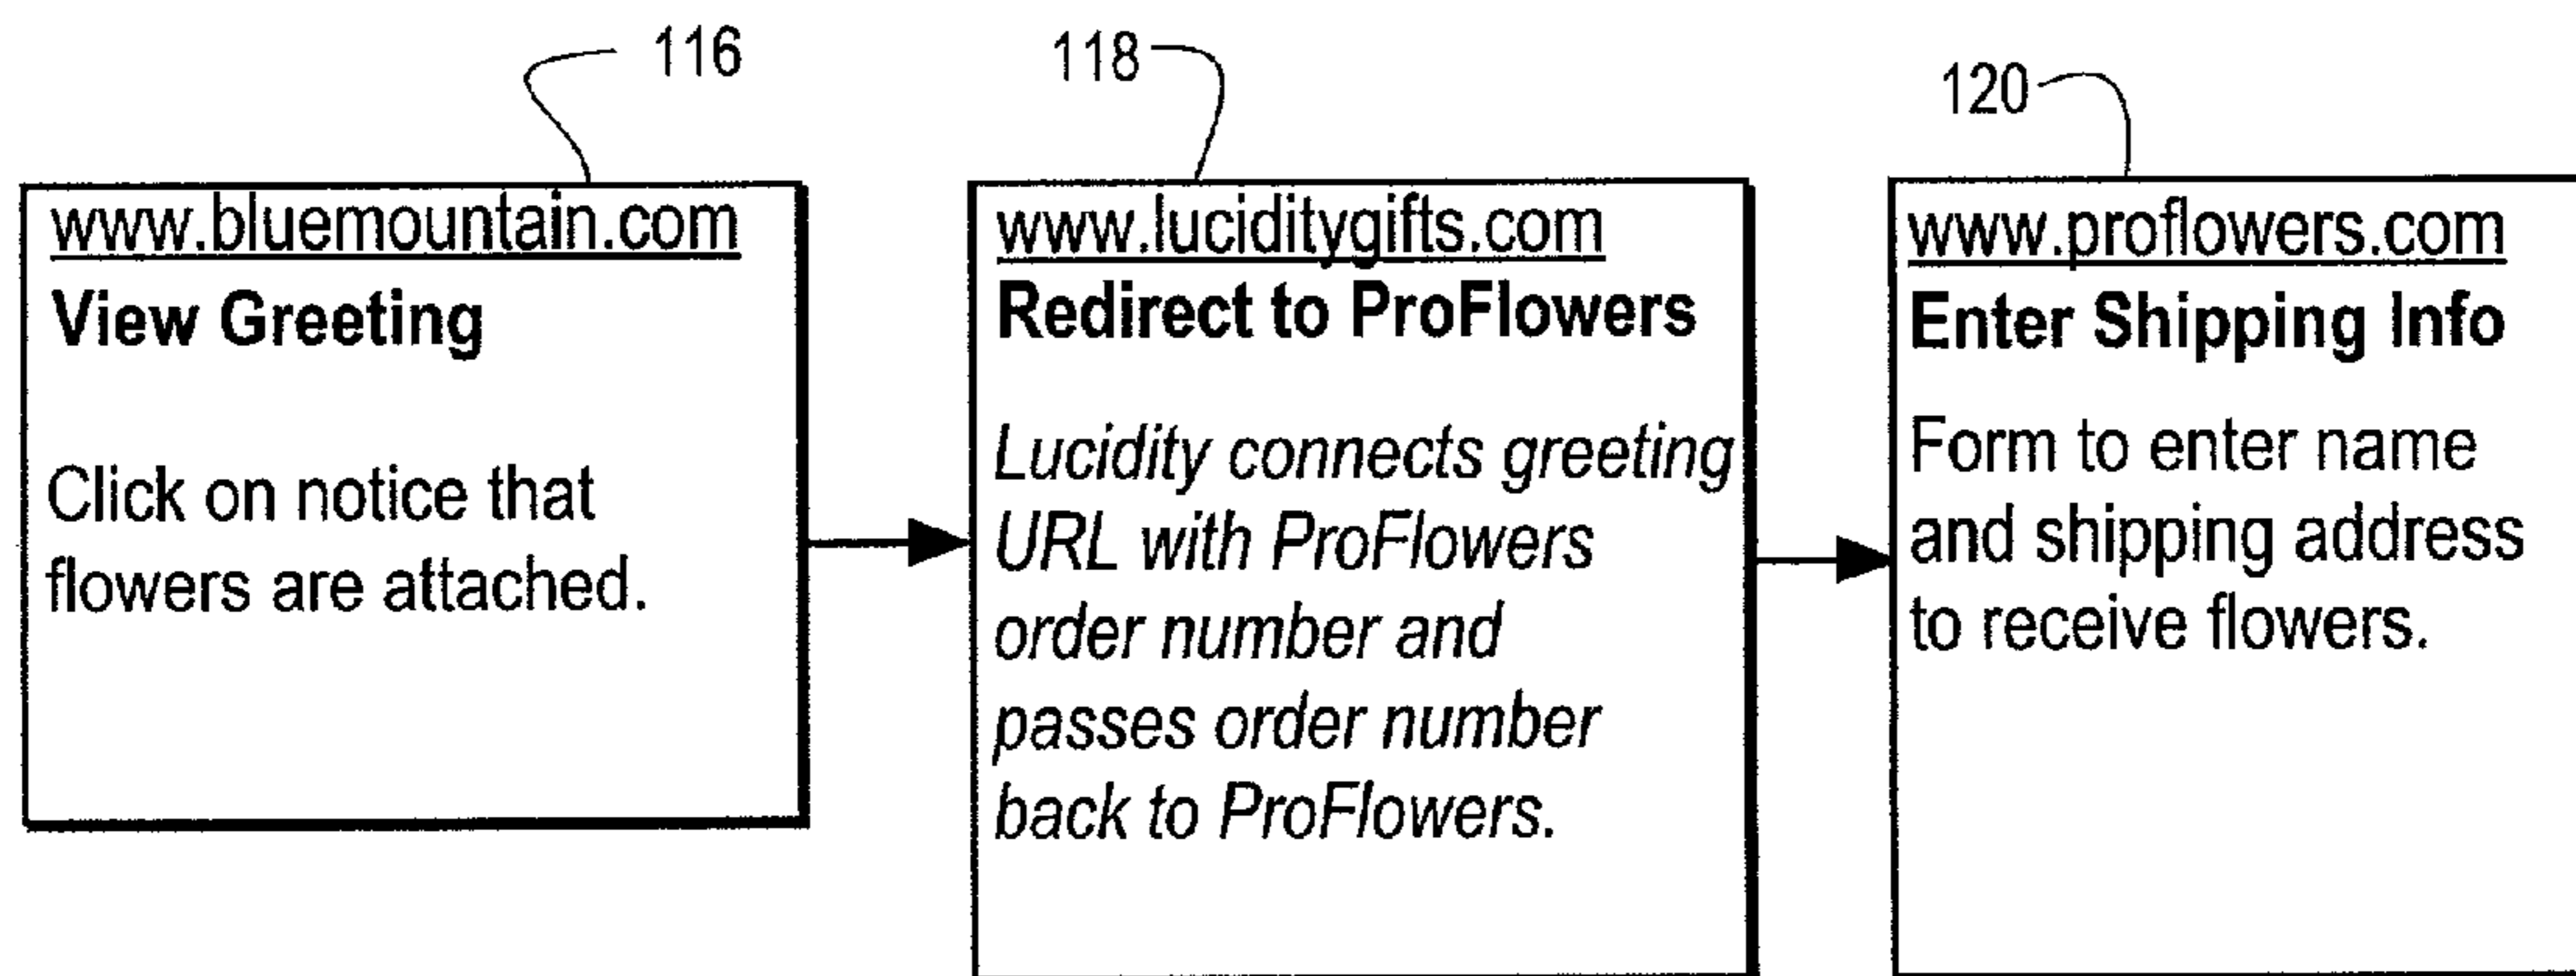 116
118
120
www.bluemountain.com
View Greeting
Click on notice that
flowers are attached.
www.luciditygifts.com
Redirect to ProFlowers
Lucidity connects greeting
URL with ProFlowers
order number and
passes order number
back to ProFlowers.
www.proflowers.com
Enter Shipping Info
Form to enter name
and shipping address
to receive flowers.